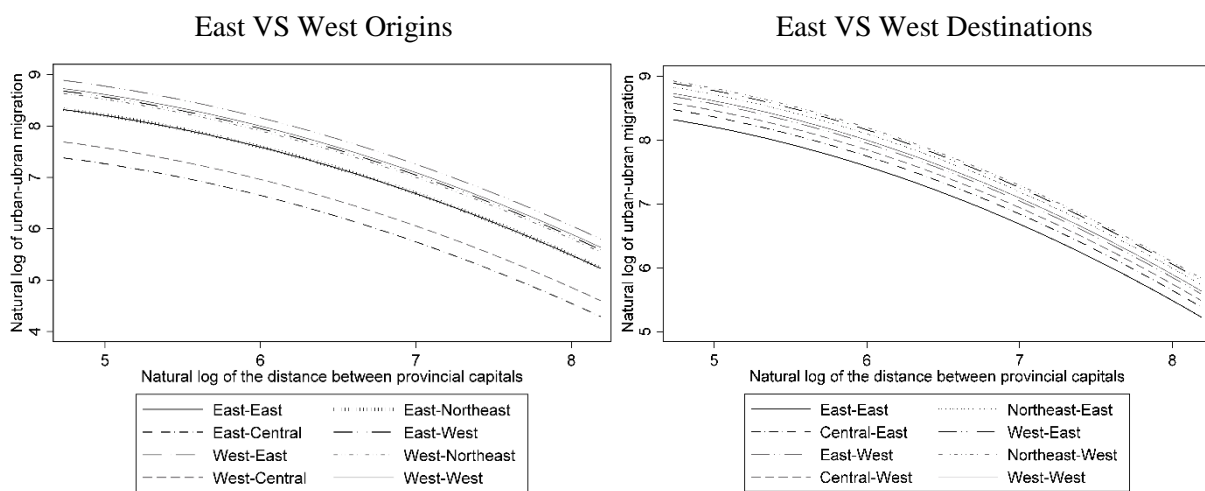 East VS West Origins
East VS West Destinations
Natural log of urban-ubran migration
9
8
7
6
5
4
5
6
7
8
Natural log of the distance between provincial capitals
East-East
East-Northeast
East-Central
East-West
West-East
West-Northeast
West-Central
West-West
Natural log of urban-ubran migration
9
8
7
6
5
5
6
7
8
Natural log of the distance between provincial capitals
East-East
Northeast-East
Central-East
West-East
East-West
Northeast-West
Central-West
West-West